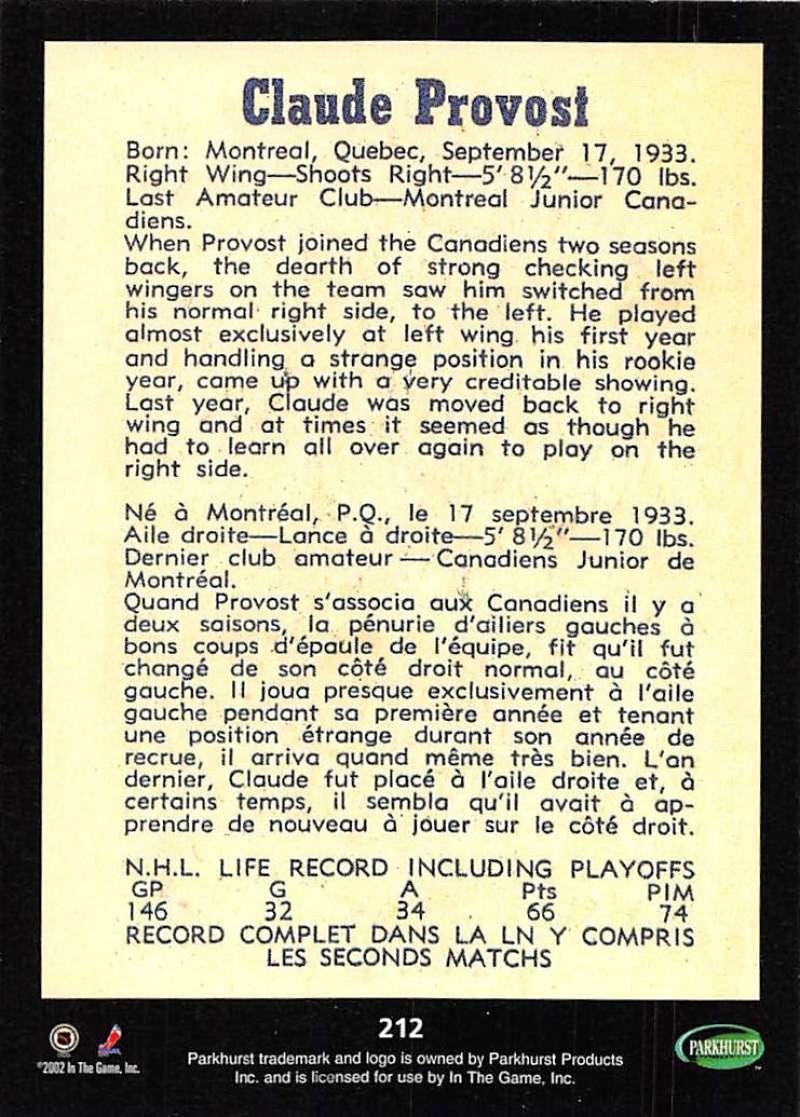 Claude Provost
Born: Montreal, Quebec, September 17, 1933.
Right Wing—Shoots Right—5' 8½"—170 lbs.
Last Amateur Club—Montreal Junior Cana-
diens.
When Provost joined the Canadiens two seasons
back, the dearth of strong checking left
wingers on the team saw him switched from
his normal right side, to the left. He played
almost exclusively at left wing his first year
and handling a strange position in his rookie
year, came up with a very creditable showing.
Last year, Claude was moved back to right
wing and at times it seemed as though he
had to learn all over again to play on the
right side.
Né à Montréal, P.Q., le 17 septembre 1933.
Aile droite—Lance à droite—5' 8½"—170 lbs.
Dernier club amateur — Canadiens Junior de
Montréal.
Quand Provost s'associa aux Canadiens il y a
deux saisons, la pénurie d'ailiers gauches à
bons coups d'épaule de l'équipe, fit qu'il fut
changé de son côté droit normal, au côté
gauche. Il joua presque exclusivement à l'aile
gauche pendant sa première année et tenant
une position étrange durant son année de
recrue, il arriva quand même très bien. L'an
dernier, Claude fut placé à l'aile droite et, à
certains temps, il sembla qu'il avait à ap-
prendre de nouveau à jouer sur le côté droit.
N.H.L. LIFE RECORD INCLUDING PLAYOFFS
GP G A Pts PIM
146 32 34 66 74
RECORD COMPLET DANS LA LN Y COMPRIS
LES SECONDS MATCHS
212
©2002 In The Game, Inc.
Parkhurst trademark and logo is owned by Parkhurst Products
Inc. and is licensed for use by In The Game, Inc.
PARKHURST